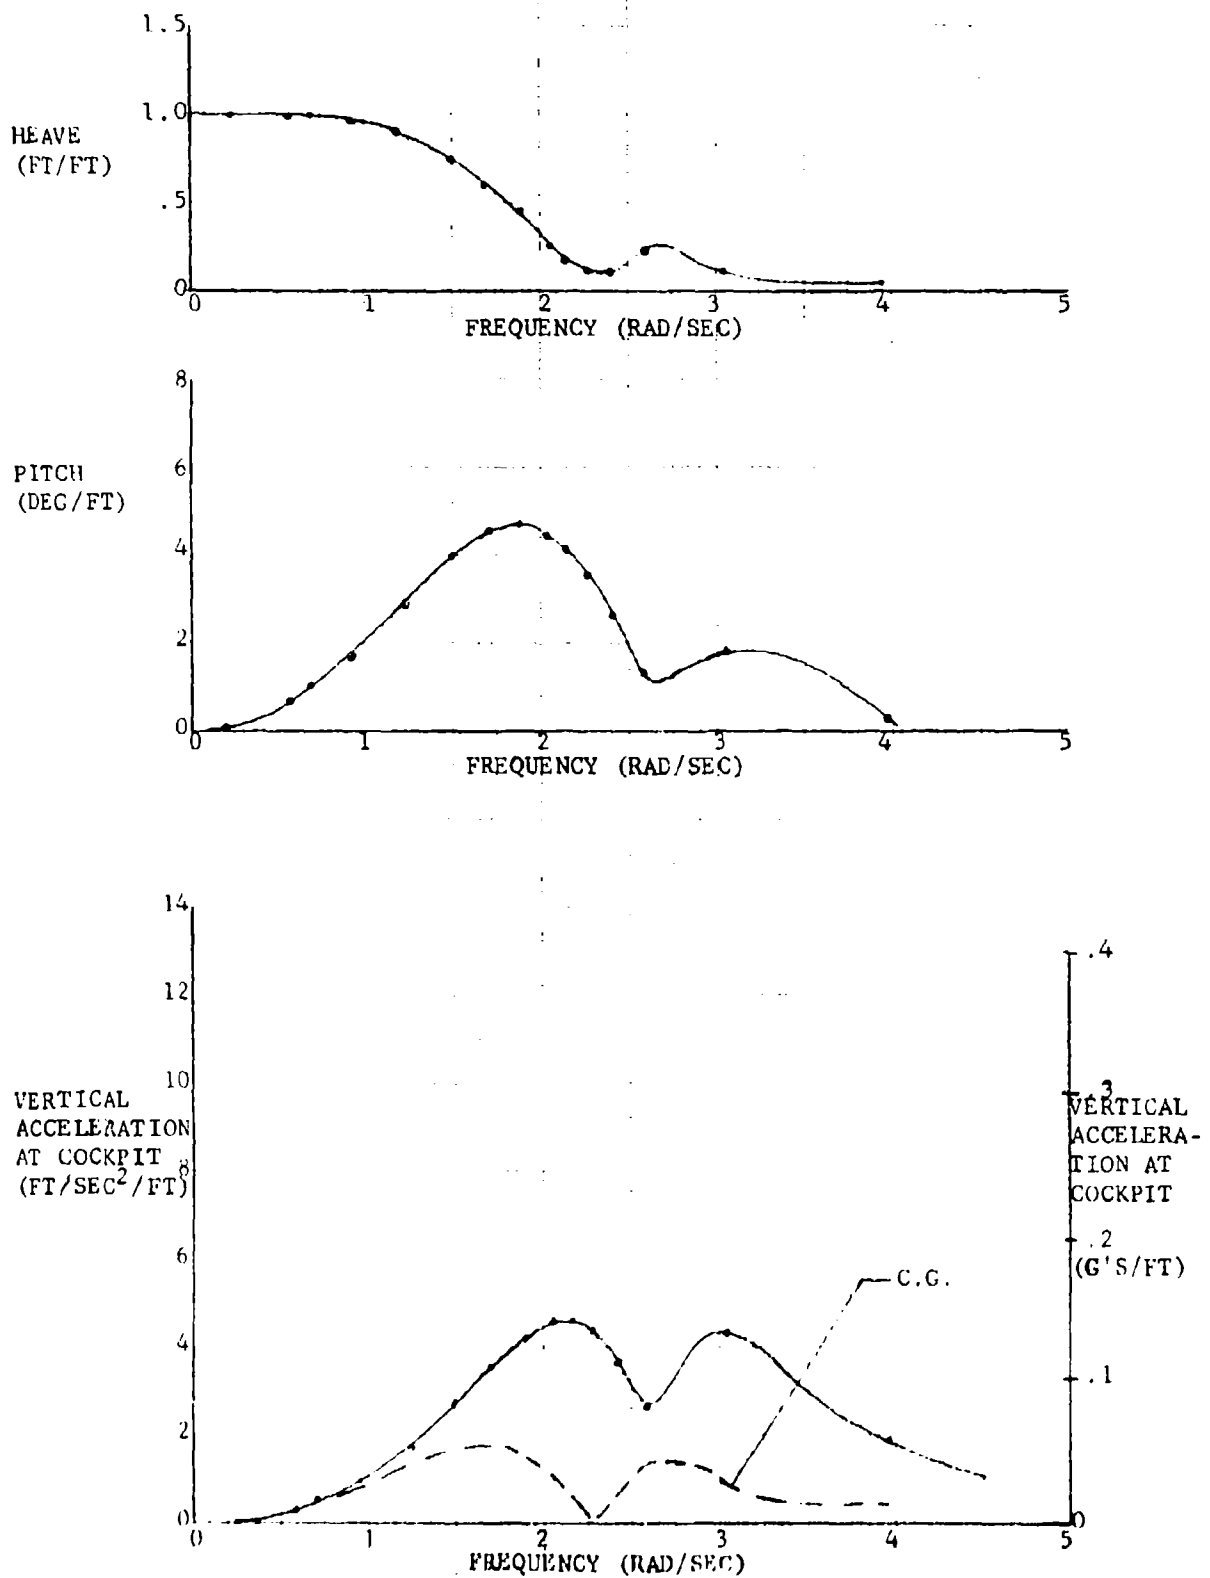 1.5
HEAVE
(FT/FT)
1.0
.5
0
0 1 2 3 4 5
FREQUENCY (RAD/SEC)
8
PITCH
(DEG/FT)
6
4
2
0
0 1 2 3 4 5
FREQUENCY (RAD/SEC)
14
12
10
VERTICAL
ACCELERATION
AT COCKPIT
(FT/SEC²/FT)
8
6
4
2
0
0 1 2 3 4 5
FREQUENCY (RAD/SEC)
C.G.
.4
.3
VERTICAL
ACCELERA-
TION AT
COCKPIT
.2
(G'S/FT)
.1
0